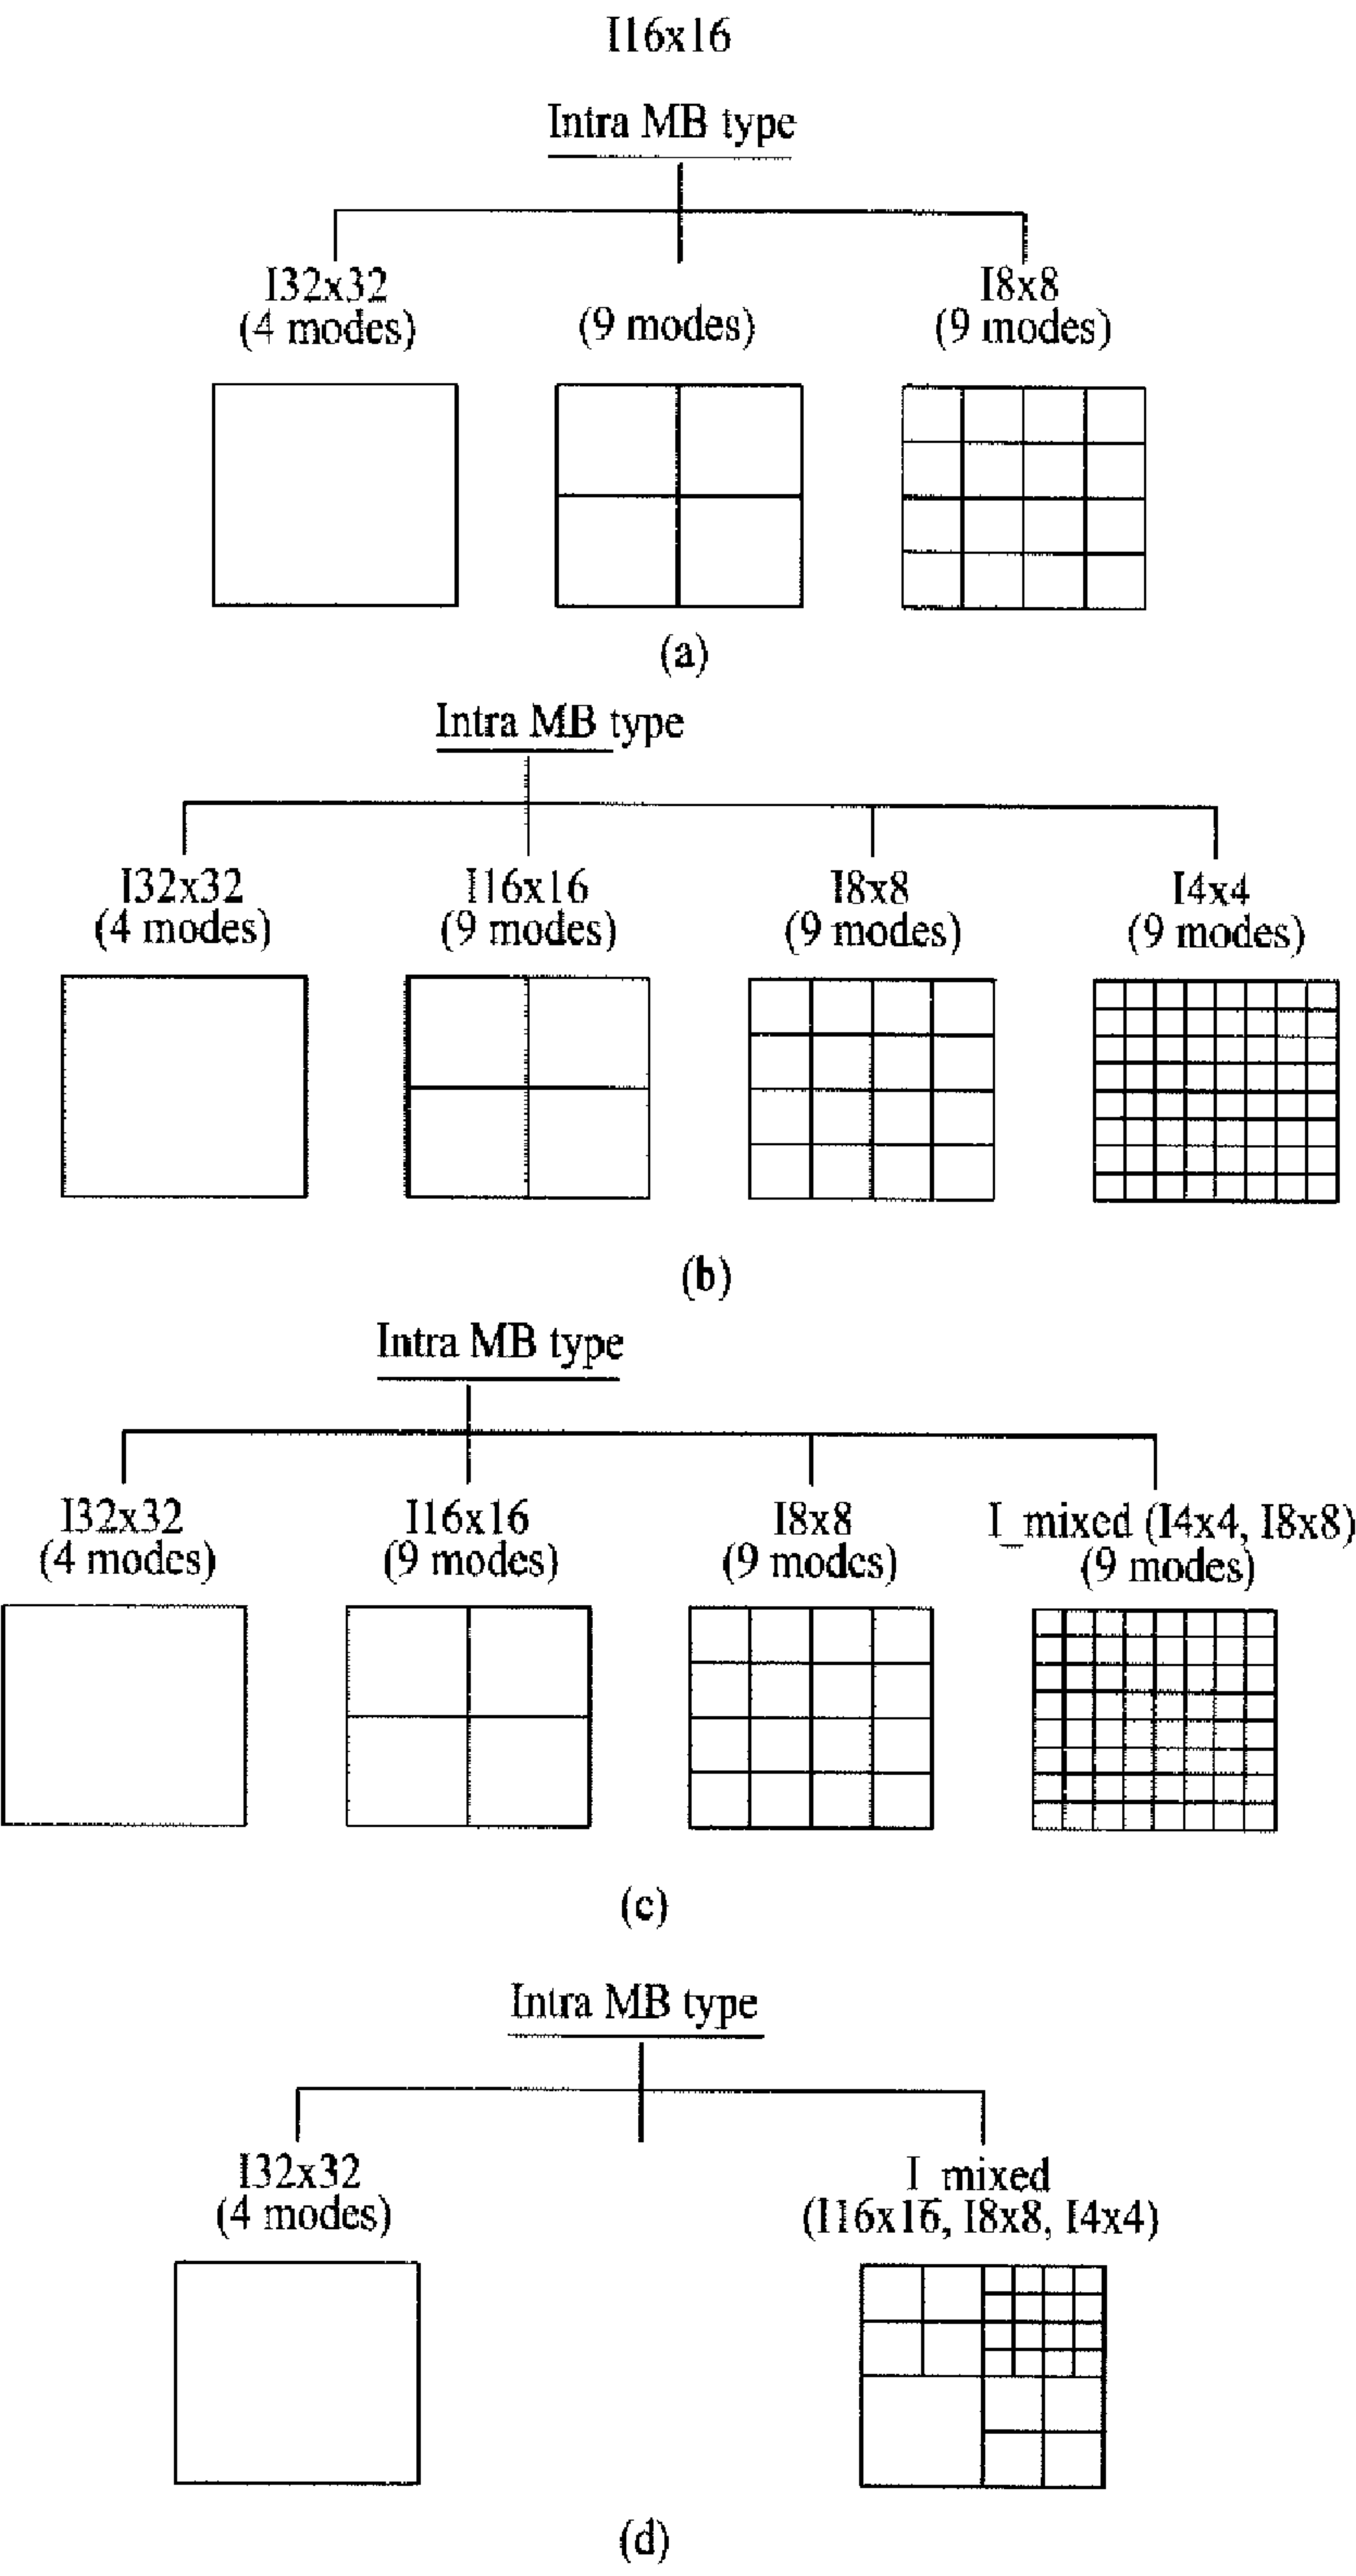 I16x16
Intra MB type
I32x32
(4 modes)
(9 modes)
I8x8
(9 modes)
(a)
Intra MB type
I32x32
(4 modes)
I16x16
(9 modes)
I8x8
(9 modes)
I4x4
(9 modes)
(b)
Intra MB type
I32x32
(4 modes)
I16x16
(9 modes)
I8x8
(9 modes)
I_mixed (I4x4, I8x8)
(9 modes)
(c)
Intra MB type
I32x32
(4 modes)
I mixed
(I16x16, I8x8, I4x4)
(d)